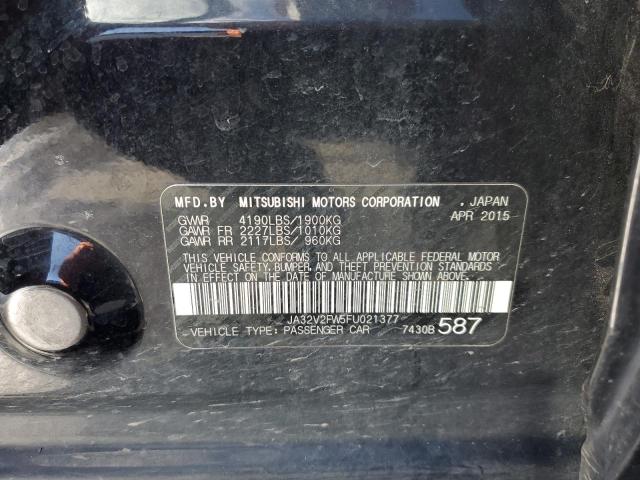 MFD.BY MITSUBISHI MOTORS CORPORATION . JAPAN
GVWR 4190LBS/1900KG APR 2015
GAWR FR 2227LBS/1010KG
GAWR RR 2117LBS/ 960KG
THIS VEHICLE CONFORMS TO ALL APPLICABLE FEDERAL MOTOR
VEHICLE SAFETY, BUMPER, AND THEFT PREVENTION STANDARDS
IN EFFECT ON THE DATE OF MANUFACTURE SHOWN ABOVE.
JA32V2FW5FU021377
VEHICLE TYPE: PASSENGER CAR 7430B 587